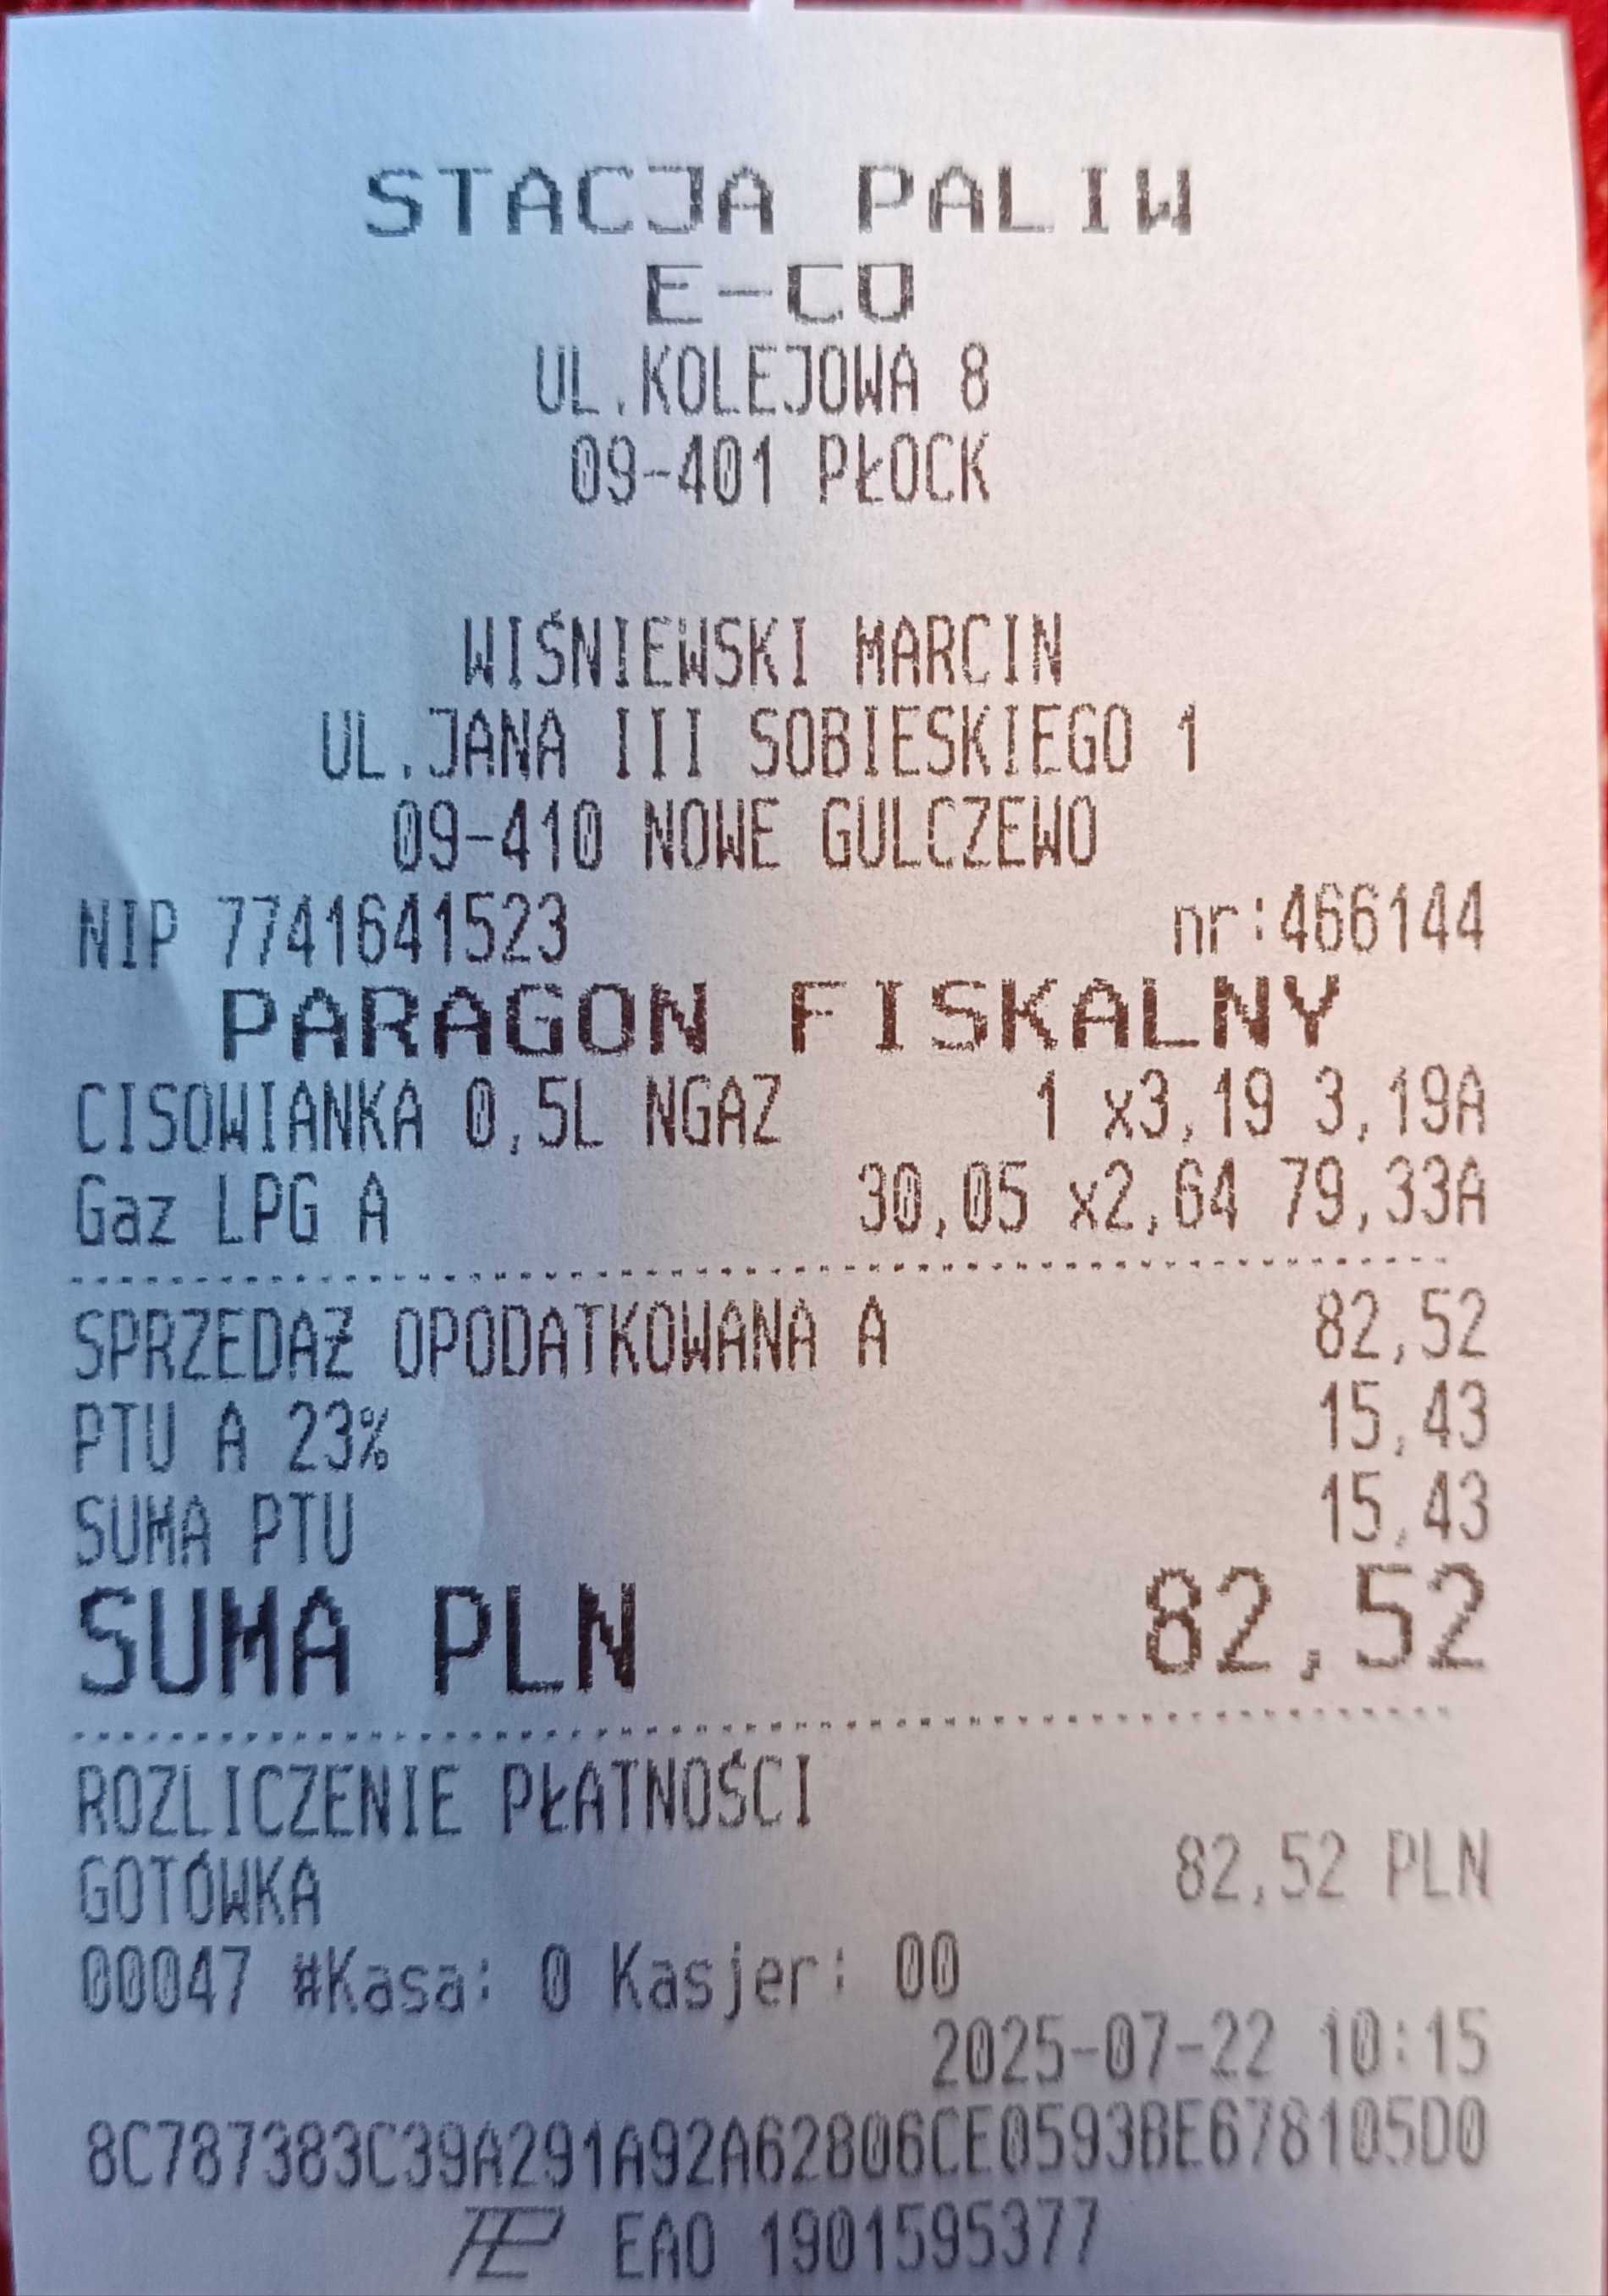 STACJA PALIW
E-CO
UL.KOLEJOWA 8
09-401 PŁOCK
WIŚNIEWSKI MARCIN
UL.JANA III SOBIESKIEGO 1
09-410 NOWE GULCZEWO
NIP 7741641523 nr:466144
PARAGON FISKALNY
CISOWIANKA 0,5L NGAZ 1 x3,19 3,19A
Gaz LPG A 30,05 x2,64 79,33A
SPRZEDAŻ OPODATKOWANA A 82,52
PTU A 23% 15,43
SUMA PTU 15,43
SUMA PLN 82,52
ROZLICZENIE PŁATNOŚCI
GOTÓWKA 82,52 PLN
00047 #Kasa: 0 Kasjer: 00
2025-07-22 10:15
8C787383C39A291A92A62806CE0593BE678105D0
PL EAO 1901595377